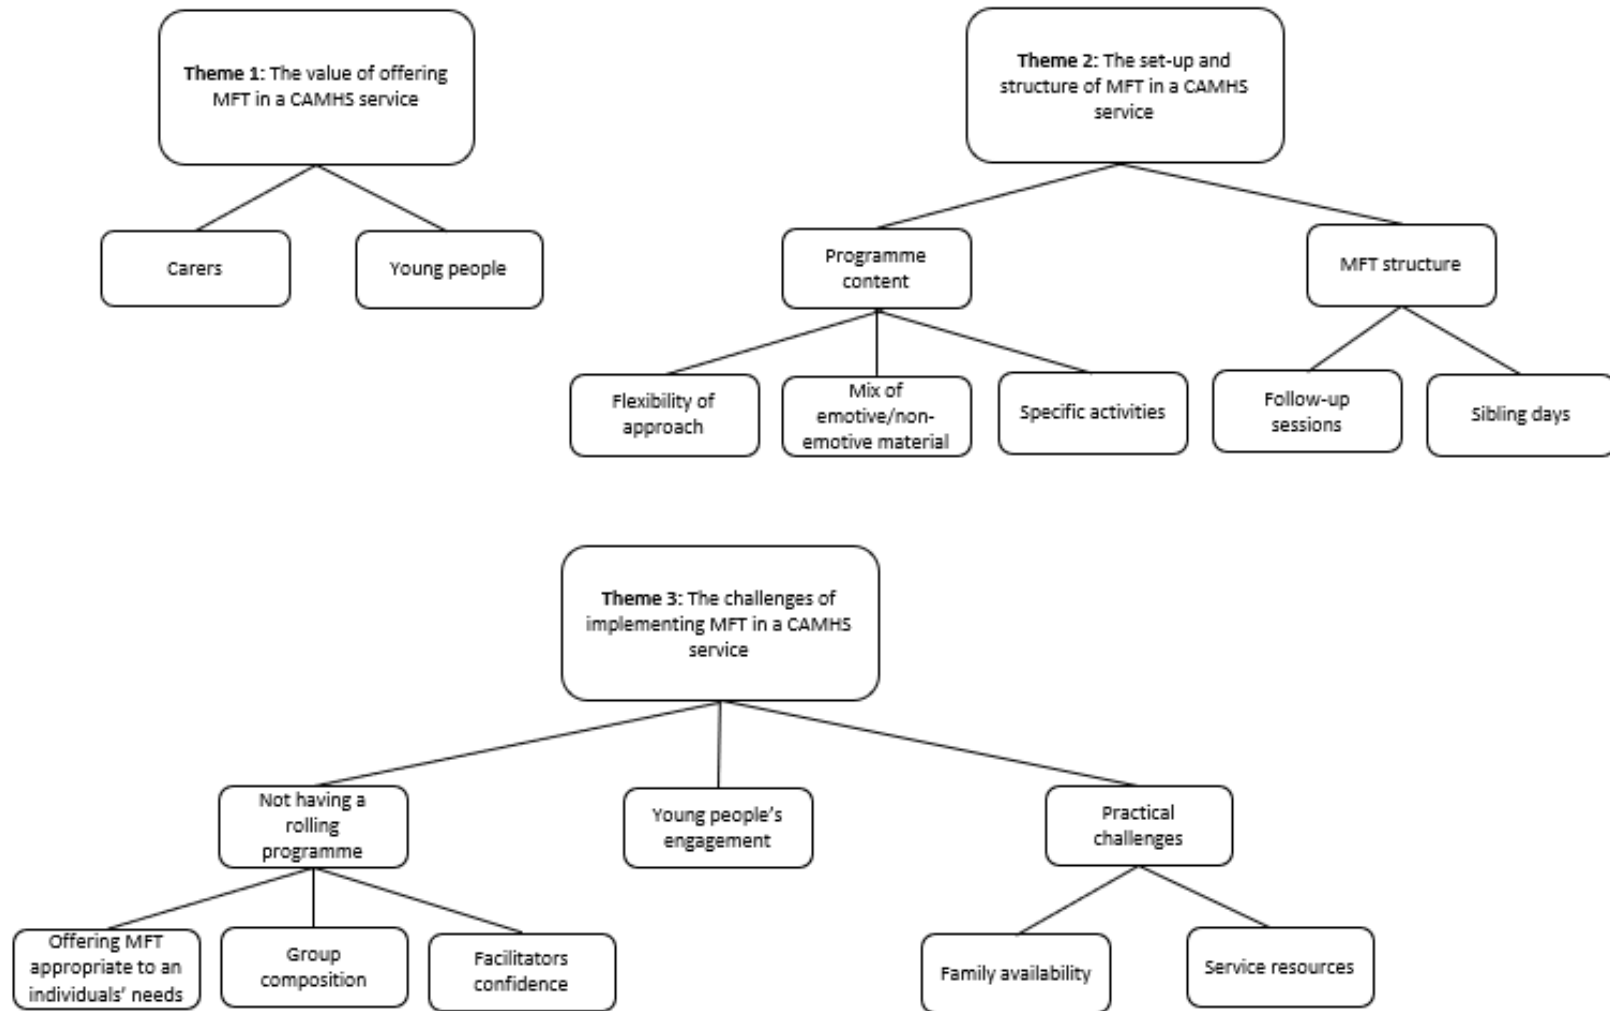 Theme 1: The value of offering
MFT in a CAMHS service
Theme 2: The set-up and
structure of MFT in a CAMHS
service
Carers
Young people
Programme
content
MFT structure
Flexibility of
approach
Mix of
emotive/non-
emotive material
Specific activities
Follow-up
sessions
Sibling days
Theme 3: The challenges of
implementing MFT in a CAMHS
service
Not having a
rolling
programme
Young people’s
engagement
Practical
challenges
Offering MFT
appropriate to an
individuals’ needs
Group
composition
Facilitators
confidence
Family availability
Service resources